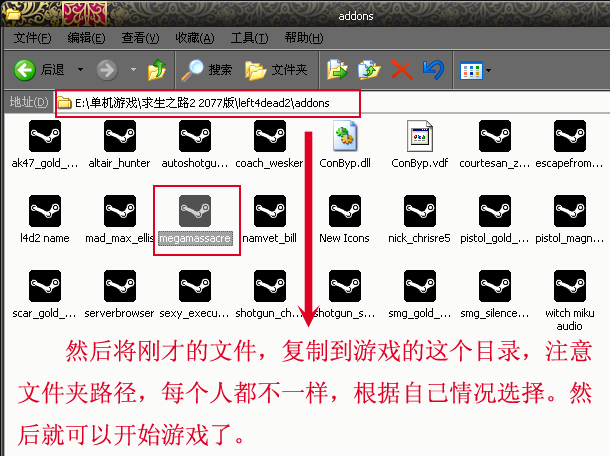 addons
文件(F) 编辑(E) 查看(V) 收藏(A) 工具(T) 帮助(H)
后退 搜索 文件夹
地址(D) E:\单机游戏\求生之路2 2077版\left4dead2\addons
ak47_gold_... altair_hunter autoshotgu... coach_wesker ConByp.dll ConByp.vdf courtesan_z... escapefrom...
l4d2 name mad_max_ellis megamassacre namvet_bill New Icons nick_chrisre5 pistol_gold_... pistol_magn...
scar_gold_... serverbrowser sexy_execu... shotgun_ch... shotgun_s... smg_gold_... smg_silence... witch miku
audio
然后将刚才的文件，复制到游戏的这个目录，注意
文件夹路径，每个人都不一样，根据自己情况选择。然
后就可以开始游戏了。